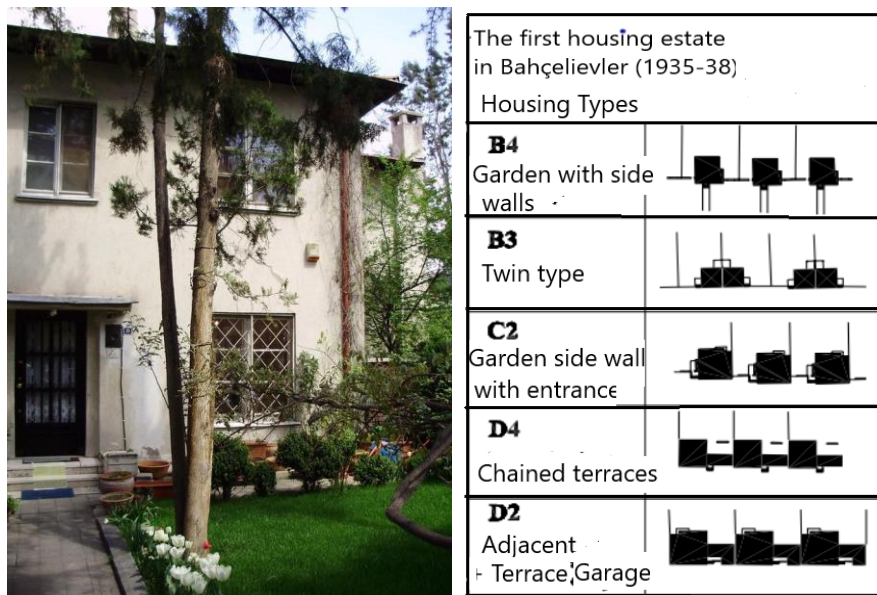 The first housing estate
in Bahçelievler (1935-38)
Housing Types
B4
Garden with side
walls
B3
Twin type
C2
Garden side wall
with entrance
D4
Chained terraces
D2
Adjacent
+ Terrace Garage